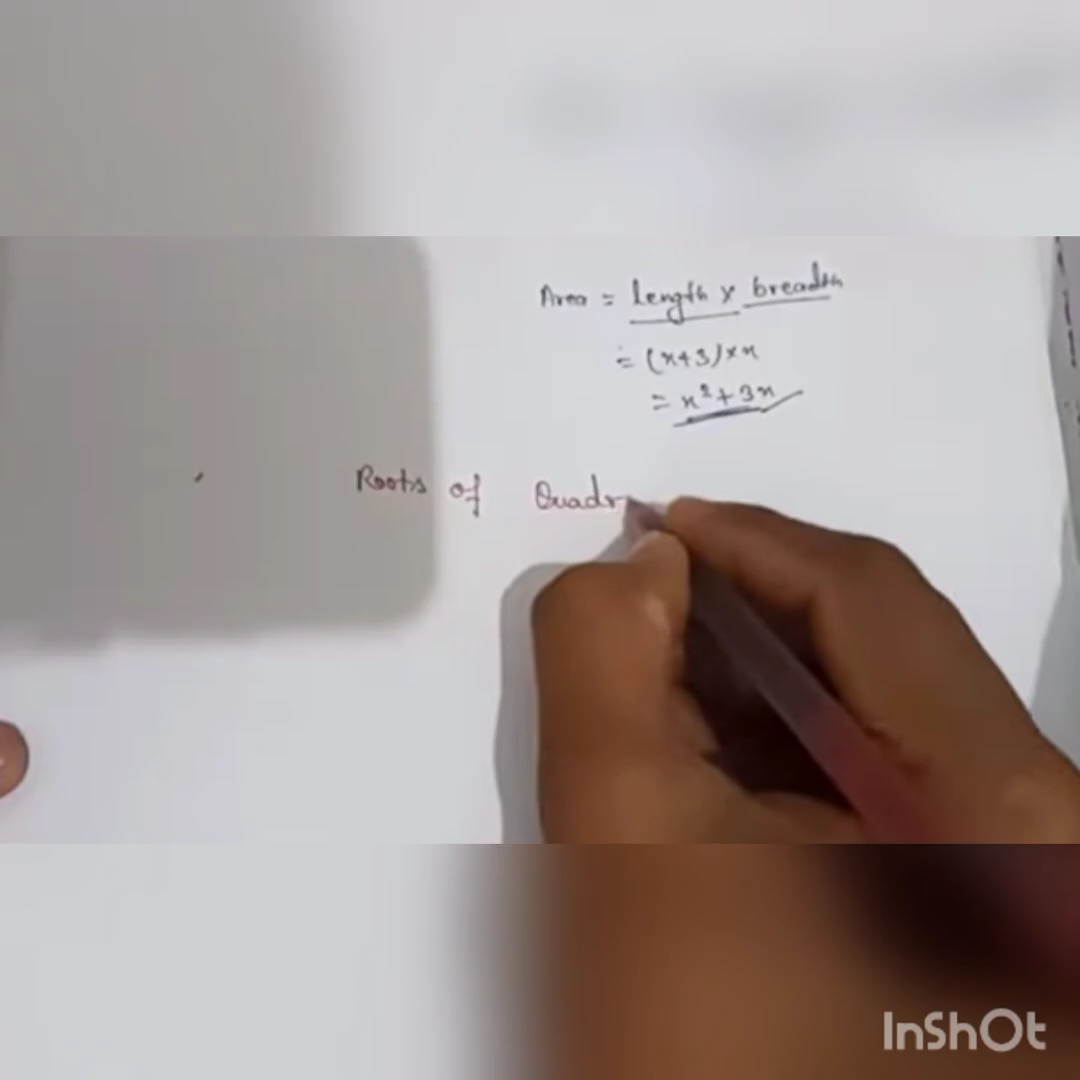 Area = length × breadth
= (x+3)×x
= x²+3x
Roots of Quadr
InShOt